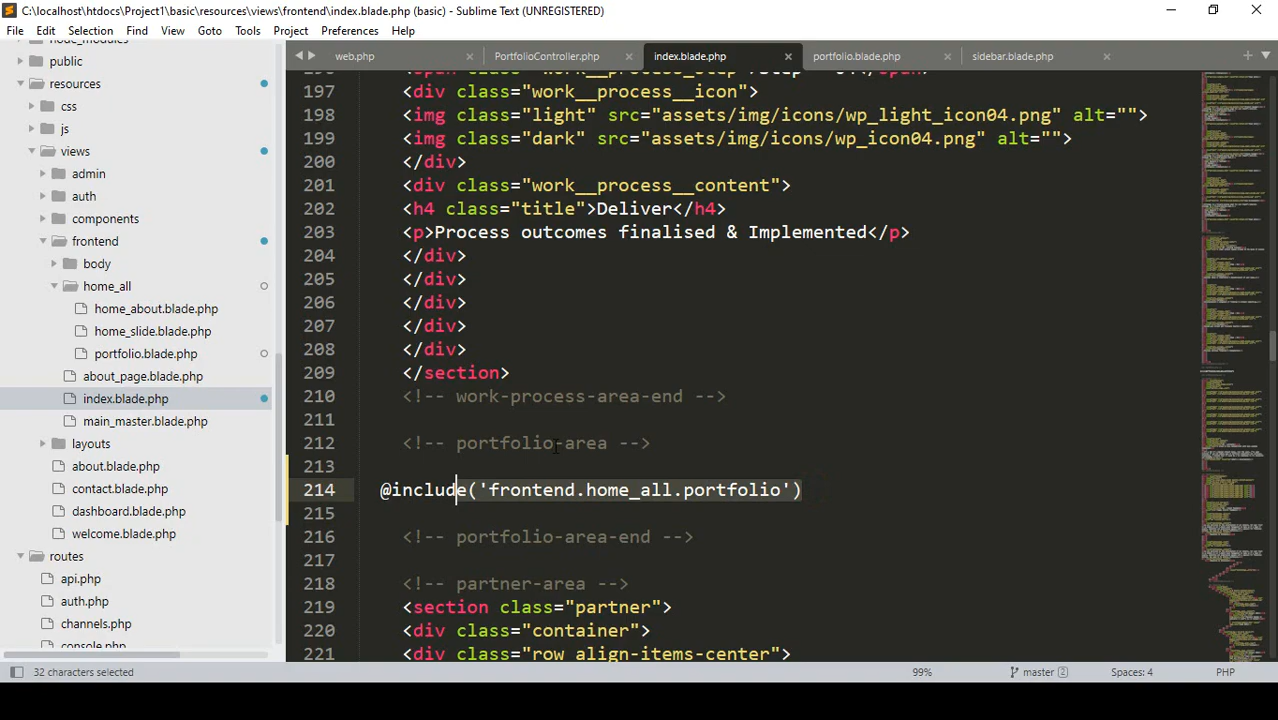 C:\localhost\htdocs\Project1\basic\resources\views\frontend\index.blade.php (basic) - Sublime Text (UNREGISTERED)
File Edit Selection Find View Goto Tools Project Preferences Help
node_modules
public
resources
css
js
views
admin
auth
components
frontend
body
home_all
home_about.blade.php
home_slide.blade.php
portfolio.blade.php
about_page.blade.php
index.blade.php
main_master.blade.php
layouts
about.blade.php
contact.blade.php
dashboard.blade.php
welcome.blade.php
routes
api.php
auth.php
channels.php
console.php
web.php PortfolioController.php index.blade.php portfolio.blade.php sidebar.blade.php
197 <div class="work__process__icon">
198 <img class="light" src="assets/img/icons/wp_light_icon04.png" alt="">
199 <img class="dark" src="assets/img/icons/wp_icon04.png" alt="">
200 </div>
201 <div class="work__process__content">
202 <h4 class="title">Deliver</h4>
203 <p>Process outcomes finalised & Implemented</p>
204 </div>
205 </div>
206 </div>
207 </div>
208 </div>
209 </section>
210 <!-- work-process-area-end -->
211
212 <!-- portfolio-area -->
213
214 @include('frontend.home_all.portfolio')
215
216 <!-- portfolio-area-end -->
217
218 <!-- partner-area -->
219 <section class="partner">
220 <div class="container">
221 <div class="row align-items-center">
32 characters selected 99% master 2 Spaces: 4 PHP